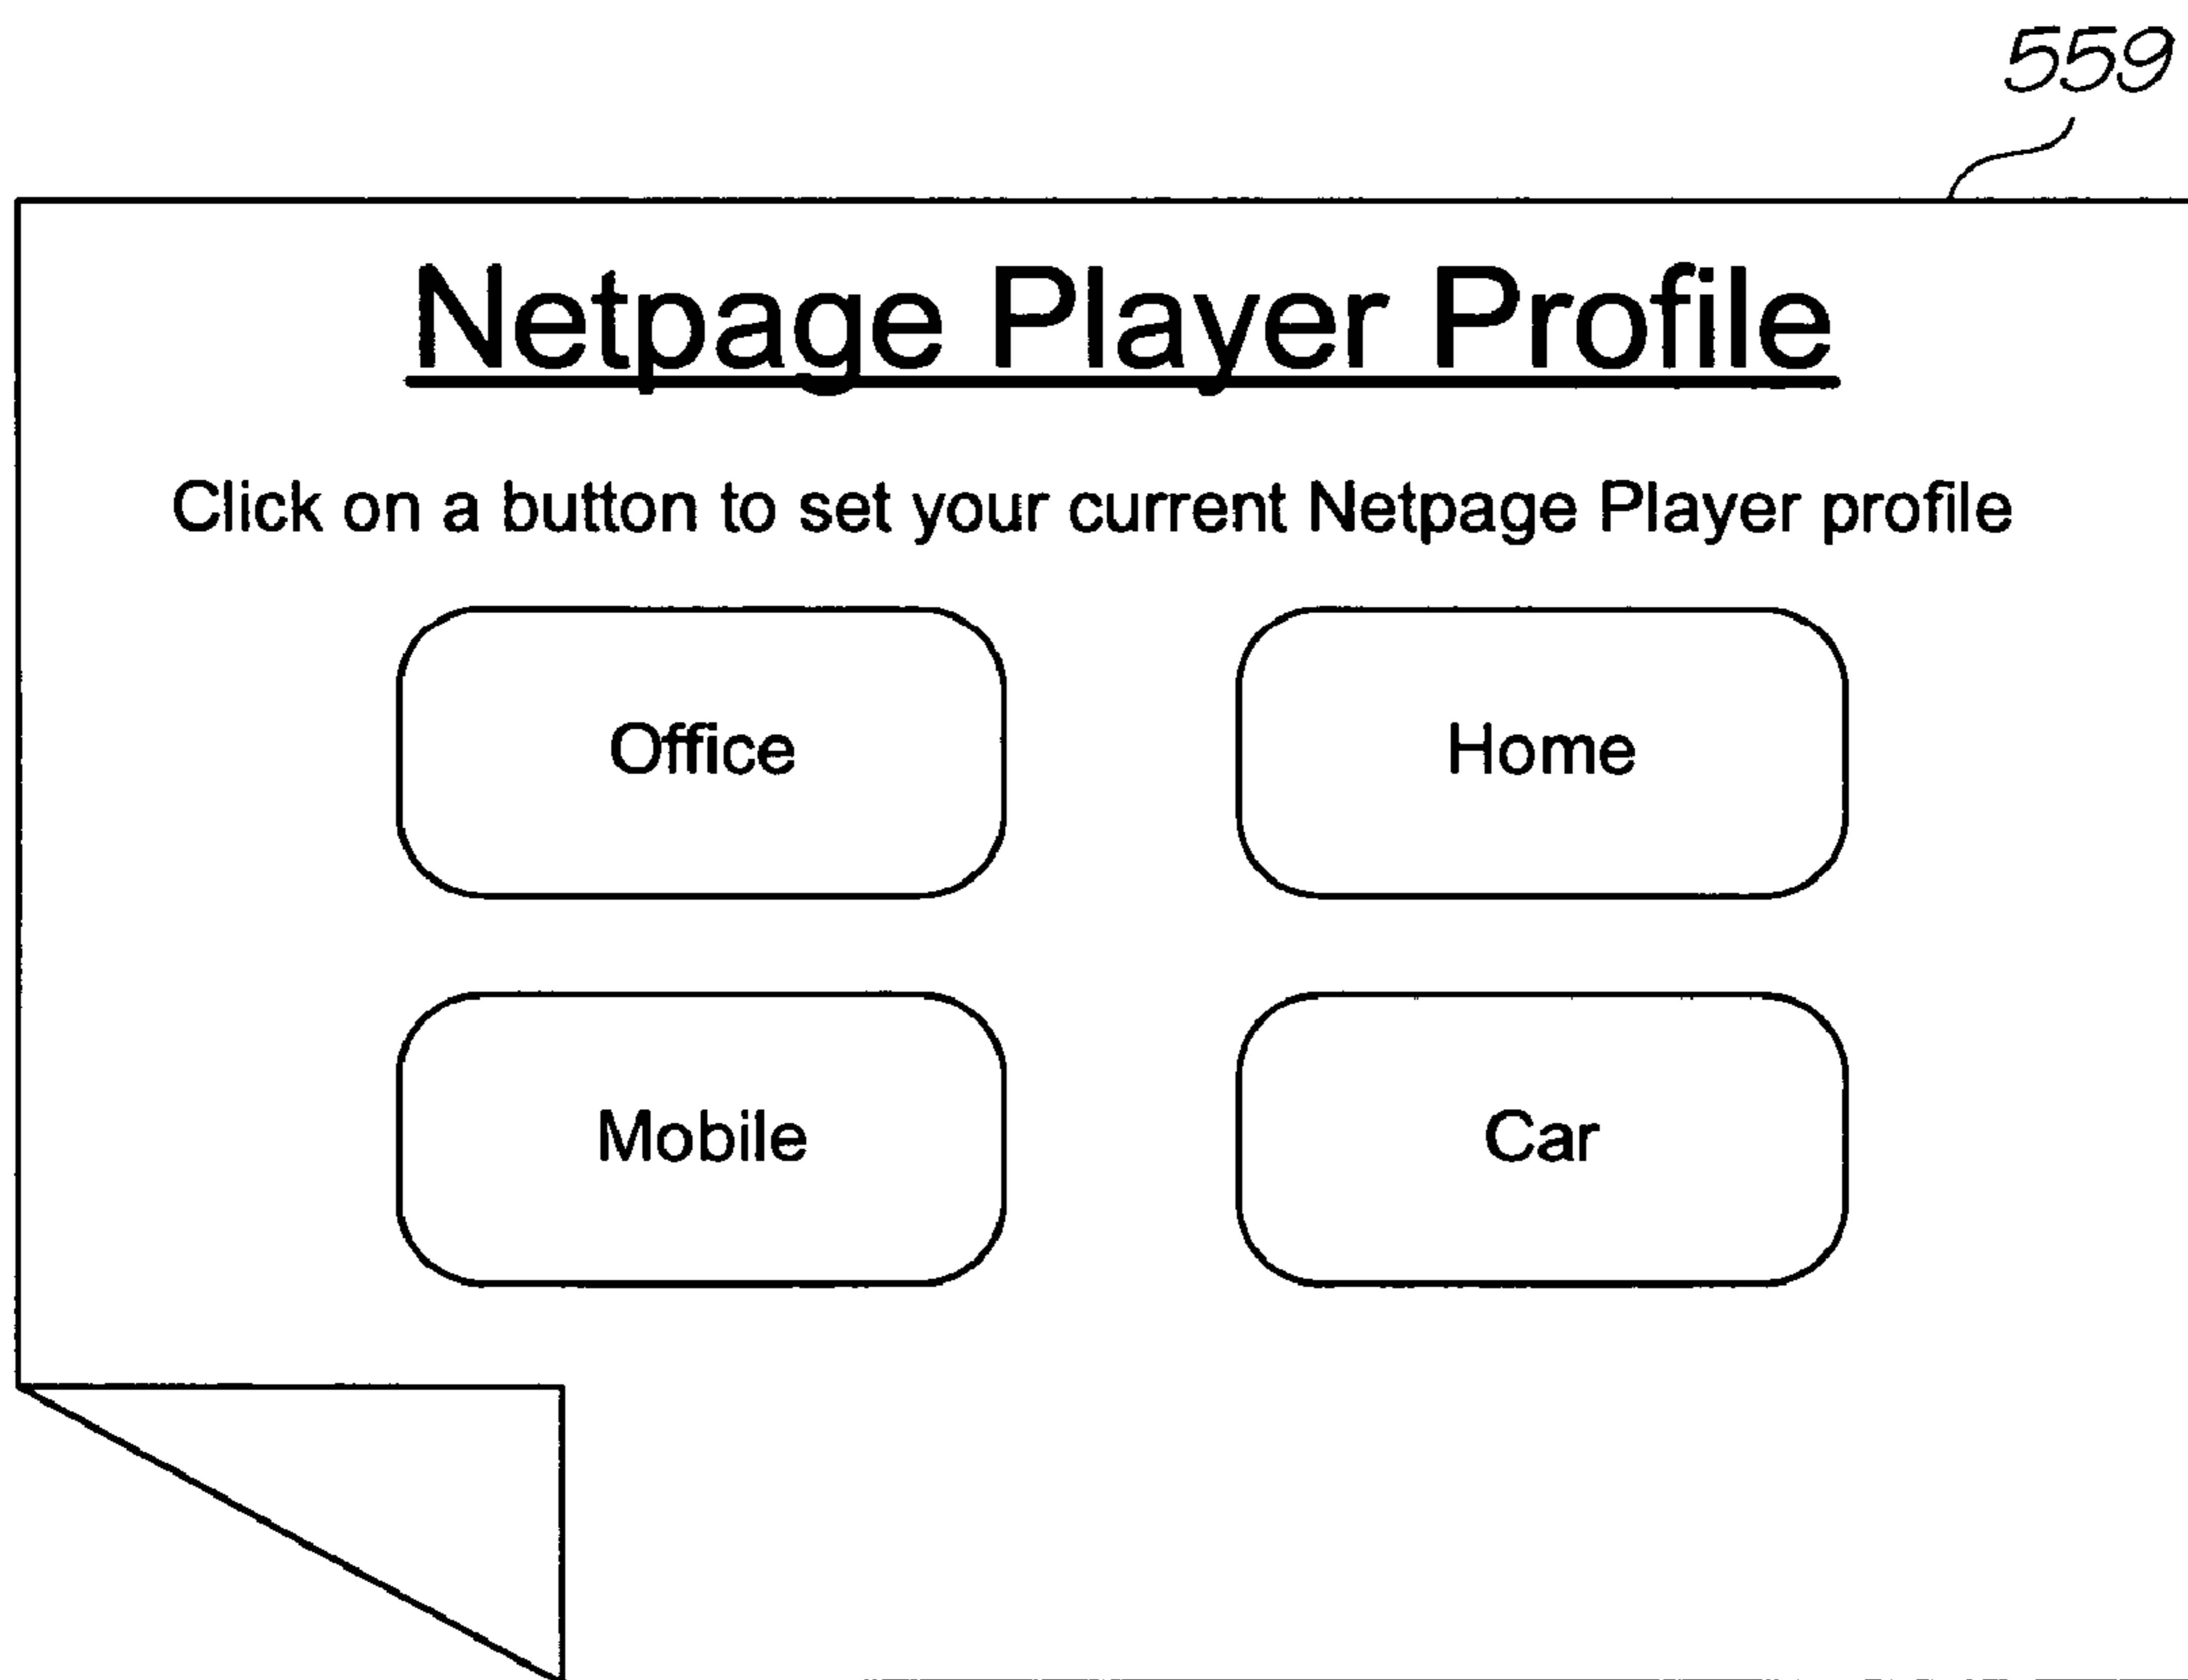 559
Netpage Player Profile
Click on a button to set your current Netpage Player profile
Office Home
Mobile Car